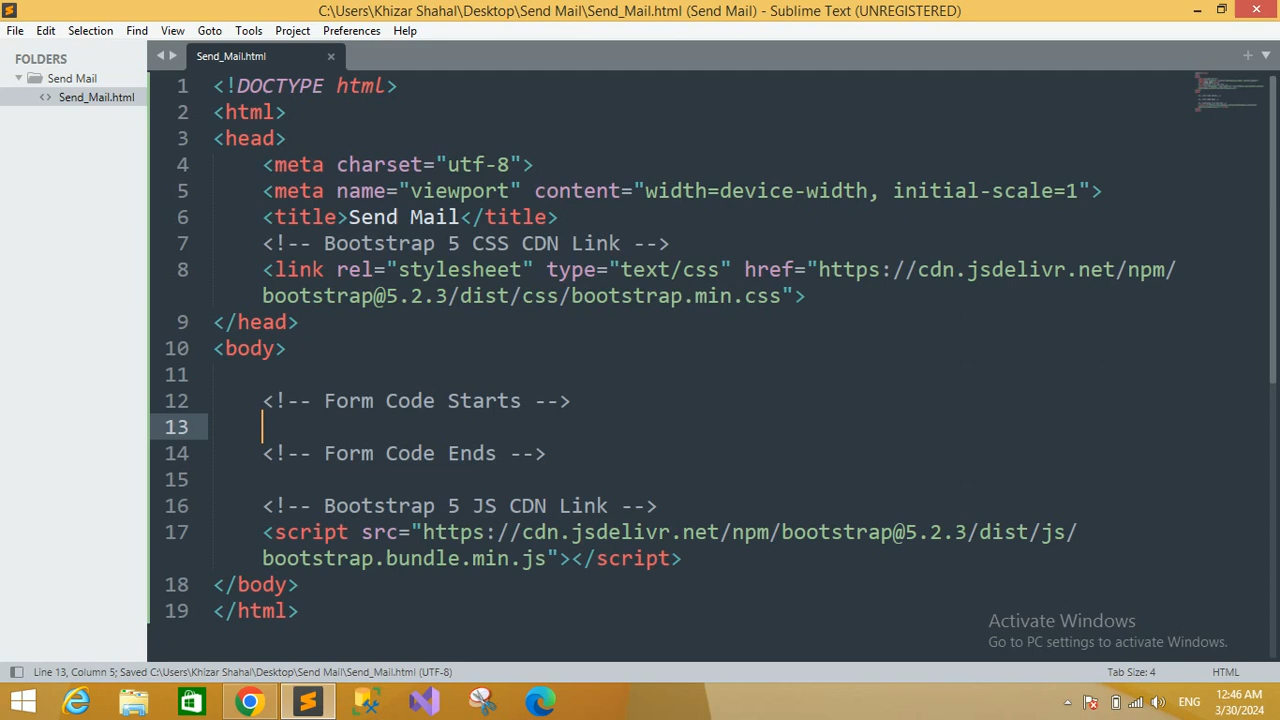 C:\Users\Khizar Shahal\Desktop\Send Mail\Send_Mail.html (Send Mail) - Sublime Text (UNREGISTERED)
File Edit Selection Find View Goto Tools Project Preferences Help
FOLDERS
Send Mail
Send_Mail.html
Send_Mail.html
1 <!DOCTYPE html>
2 <html>
3 <head>
4 <meta charset="utf-8">
5 <meta name="viewport" content="width=device-width, initial-scale=1">
6 <title>Send Mail</title>
7 <!-- Bootstrap 5 CSS CDN Link -->
8 <link rel="stylesheet" type="text/css" href="https://cdn.jsdelivr.net/npm/
bootstrap@5.2.3/dist/css/bootstrap.min.css">
9 </head>
10 <body>
11
12 <!-- Form Code Starts -->
13
14 <!-- Form Code Ends -->
15
16 <!-- Bootstrap 5 JS CDN Link -->
17 <script src="https://cdn.jsdelivr.net/npm/bootstrap@5.2.3/dist/js/
bootstrap.bundle.min.js"></script>
18 </body>
19 </html>
Activate Windows
Go to PC settings to activate Windows.
Line 13, Column 5; Saved C:\Users\Khizar Shahal\Desktop\Send Mail\Send_Mail.html (UTF-8) Tab Size: 4 HTML
ENG 12:46 AM
3/30/2024